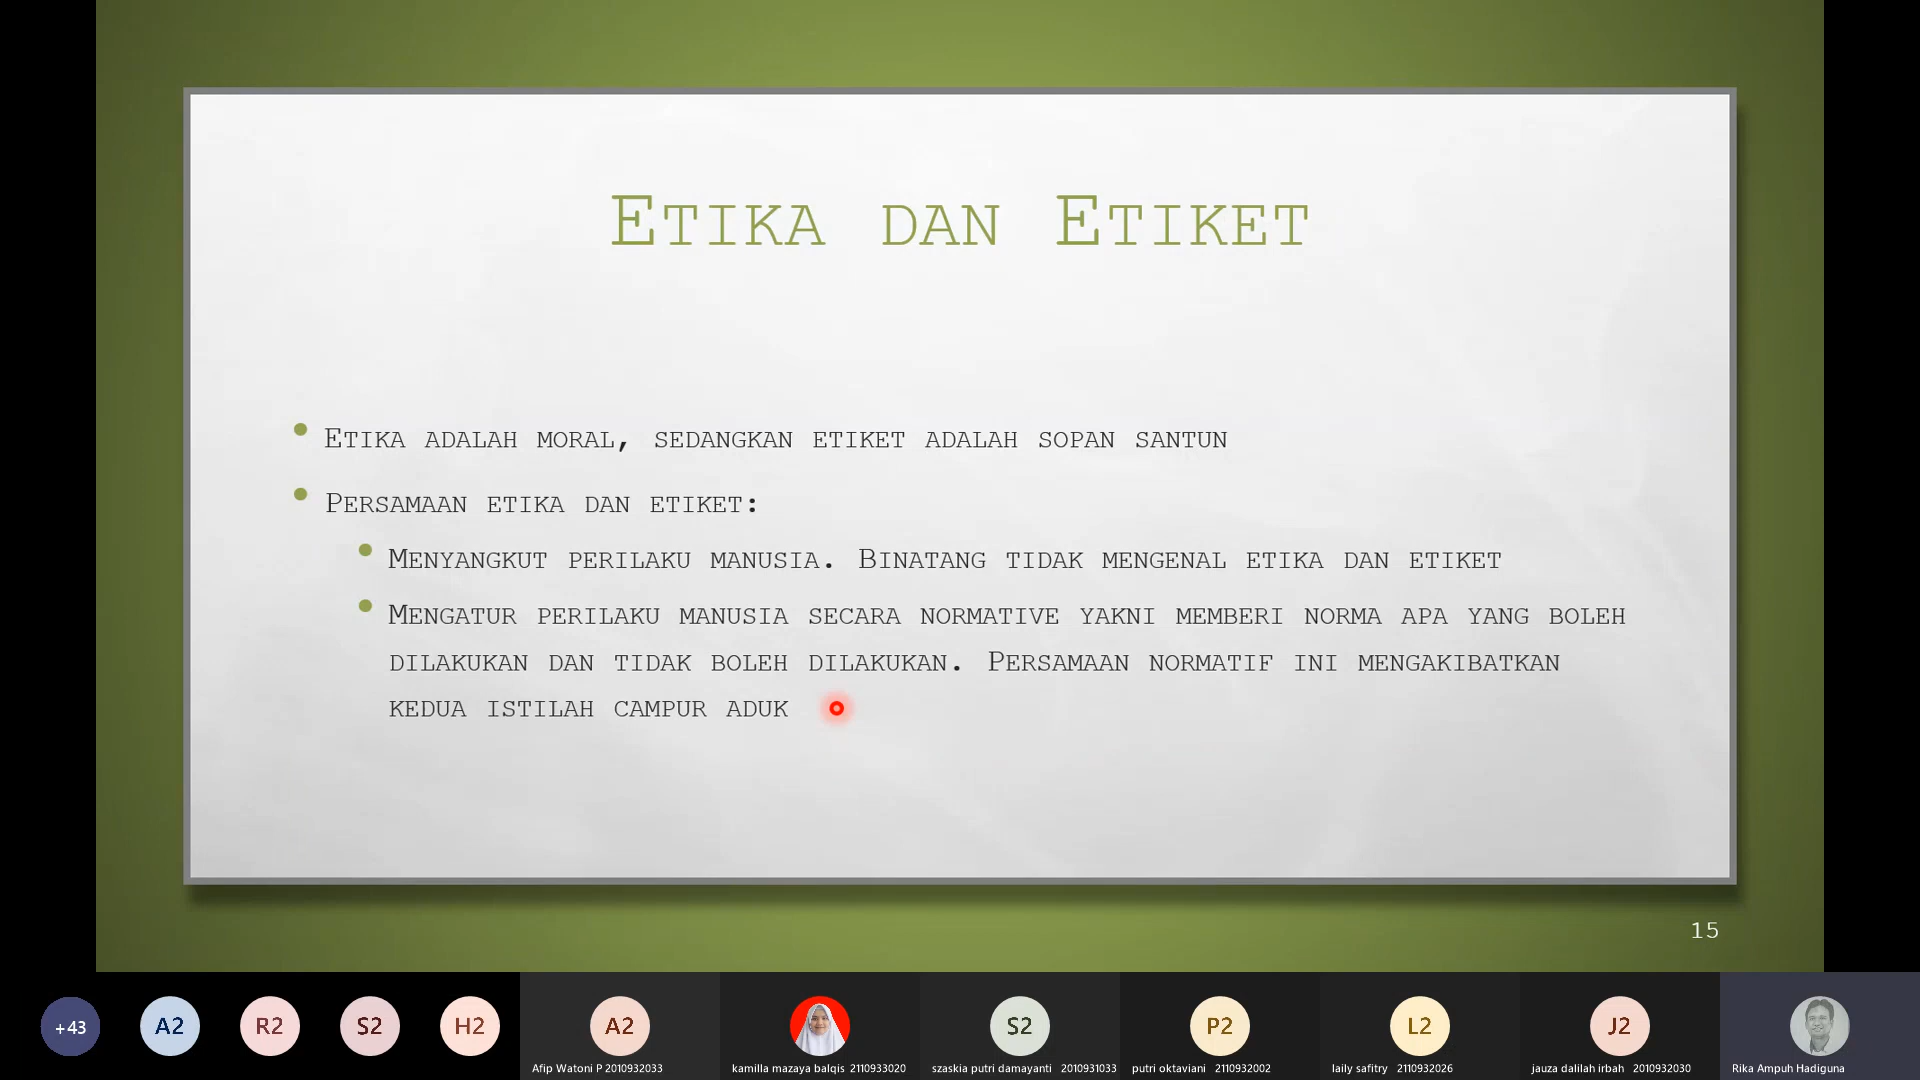 Etika dan Etiket
Etika adalah moral, sedangkan etiket adalah sopan santun
Persamaan etika dan etiket:
Menyangkut perilaku manusia. Binatang tidak mengenal etika dan etiket
Mengatur perilaku manusia secara normative yakni memberi norma apa yang boleh
dilakukan dan tidak boleh dilakukan. Persamaan normatif ini mengakibatkan
kedua istilah campur aduk
15
+43 A2 R2 S2 H2 A2 S2 P2 L2 J2
Afip Watoni P 2010932033 kamilla mazaya balqis 2110933020 szaskia putri damayanti 2010931033 putri oktaviani 2110932002 laily safitry 2110932026 jauza dalilah irbah 2010932030 Rika Ampuh Hadiguna